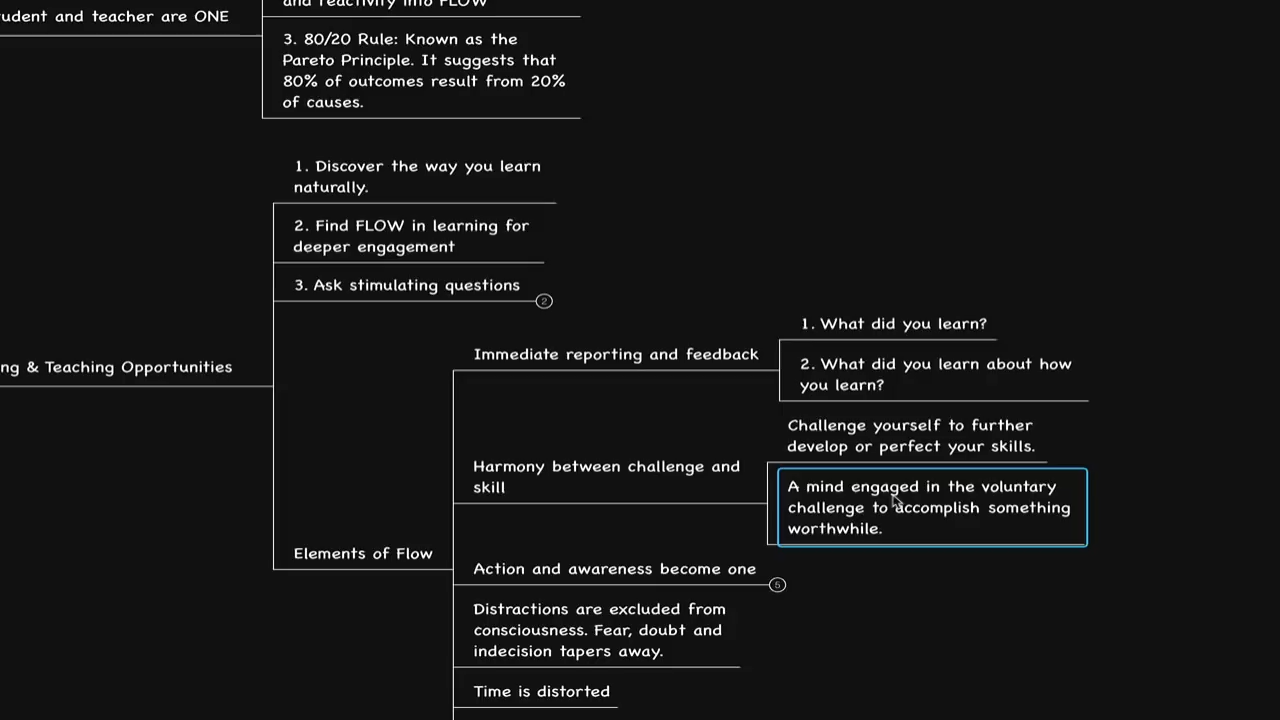 and reactivity into FLOW
student and teacher are ONE
3. 80/20 Rule: Known as the
Pareto Principle. It suggests that
80% of outcomes result from 20%
of causes.
1. Discover the way you learn
naturally.
2. Find FLOW in learning for
deeper engagement
3. Ask stimulating questions
2
ng & Teaching Opportunities
Elements of Flow
Immediate reporting and feedback
1. What did you learn?
2. What did you learn about how
you learn?
Harmony between challenge and
skill
Challenge yourself to further
develop or perfect your skills.
A mind engaged in the voluntary
challenge to accomplish something
worthwhile.
Action and awareness become one
5
Distractions are excluded from
consciousness. Fear, doubt and
indecision tapers away.
Time is distorted